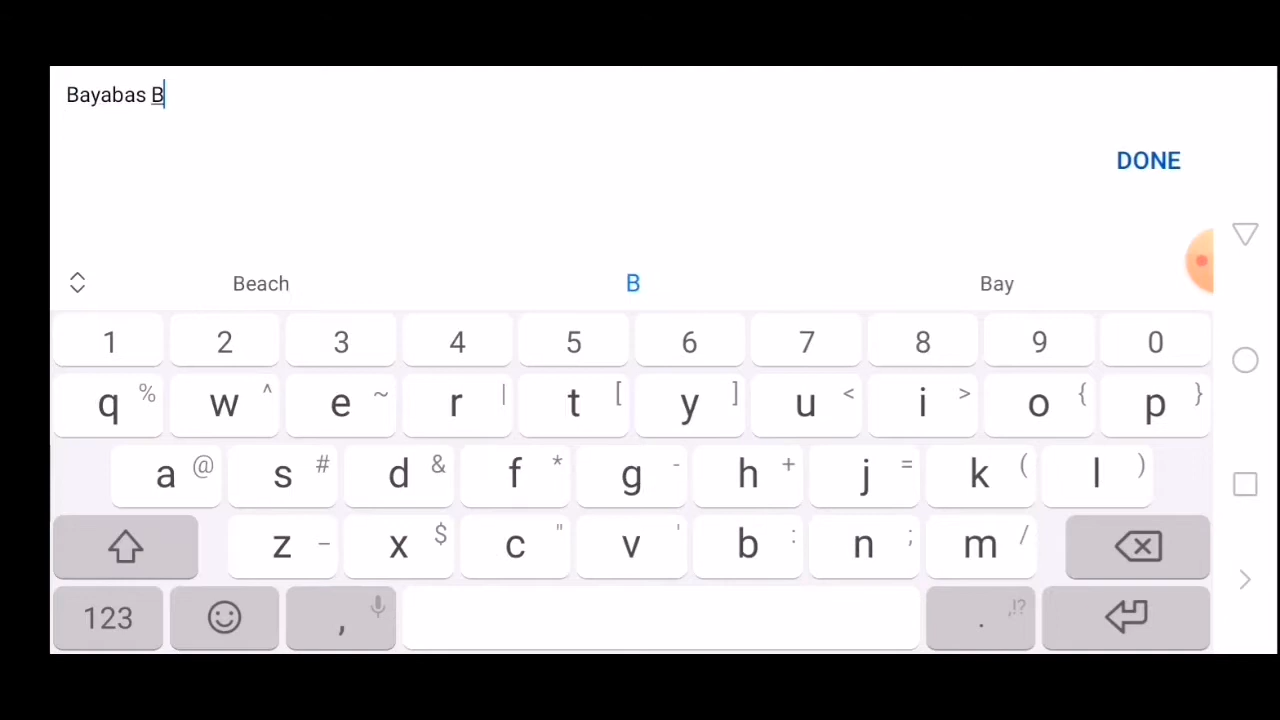 Bayabas B
DONE
Beach B Bay
1 2 3 4 5 6 7 8 9 0
q % w ^ e ~ r | t [ y ] u < i > o { p }
a @ s # d & f * g - h + j = k ( l )
z _ x $ c " v ' b : n ; m /
123 , . ,!?